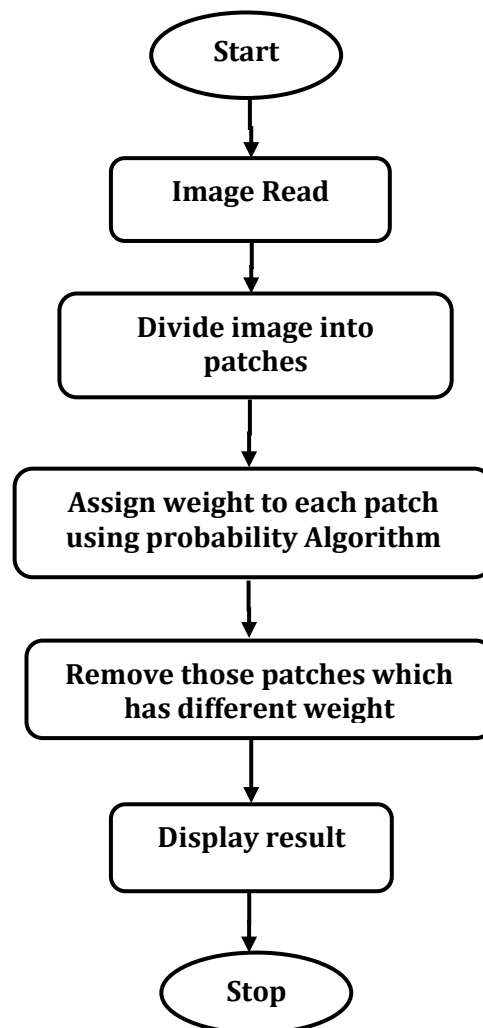 Start
Image Read
Divide image into
patches
Assign weight to each patch
using probability Algorithm
Remove those patches which
has different weight
Display result
Stop